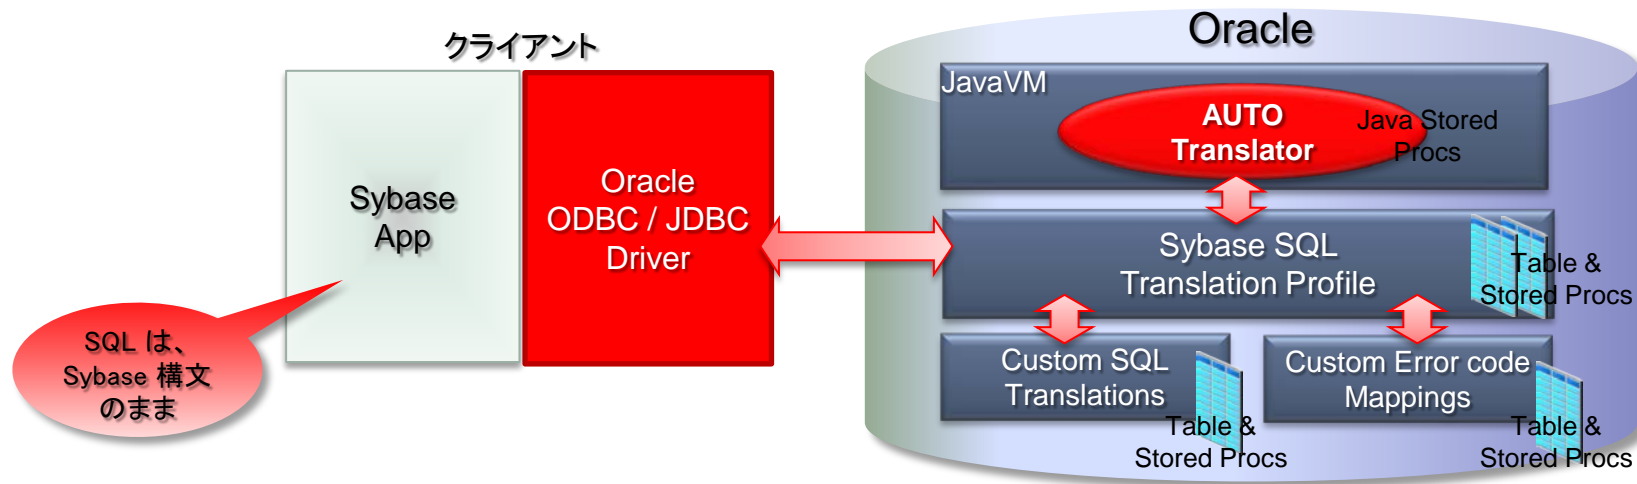 クライアント
Sybase
App
Oracle
ODBC / JDBC
Driver
SQL は、
Sybase 構文
のまま
Oracle
JavaVM
AUTO
Translator
Java Stored
Procs
Sybase SQL
Translation Profile
Table &
Stored Procs
Custom SQL
Translations
Table &
Stored Procs
Custom Error code
Mappings
Table &
Stored Procs